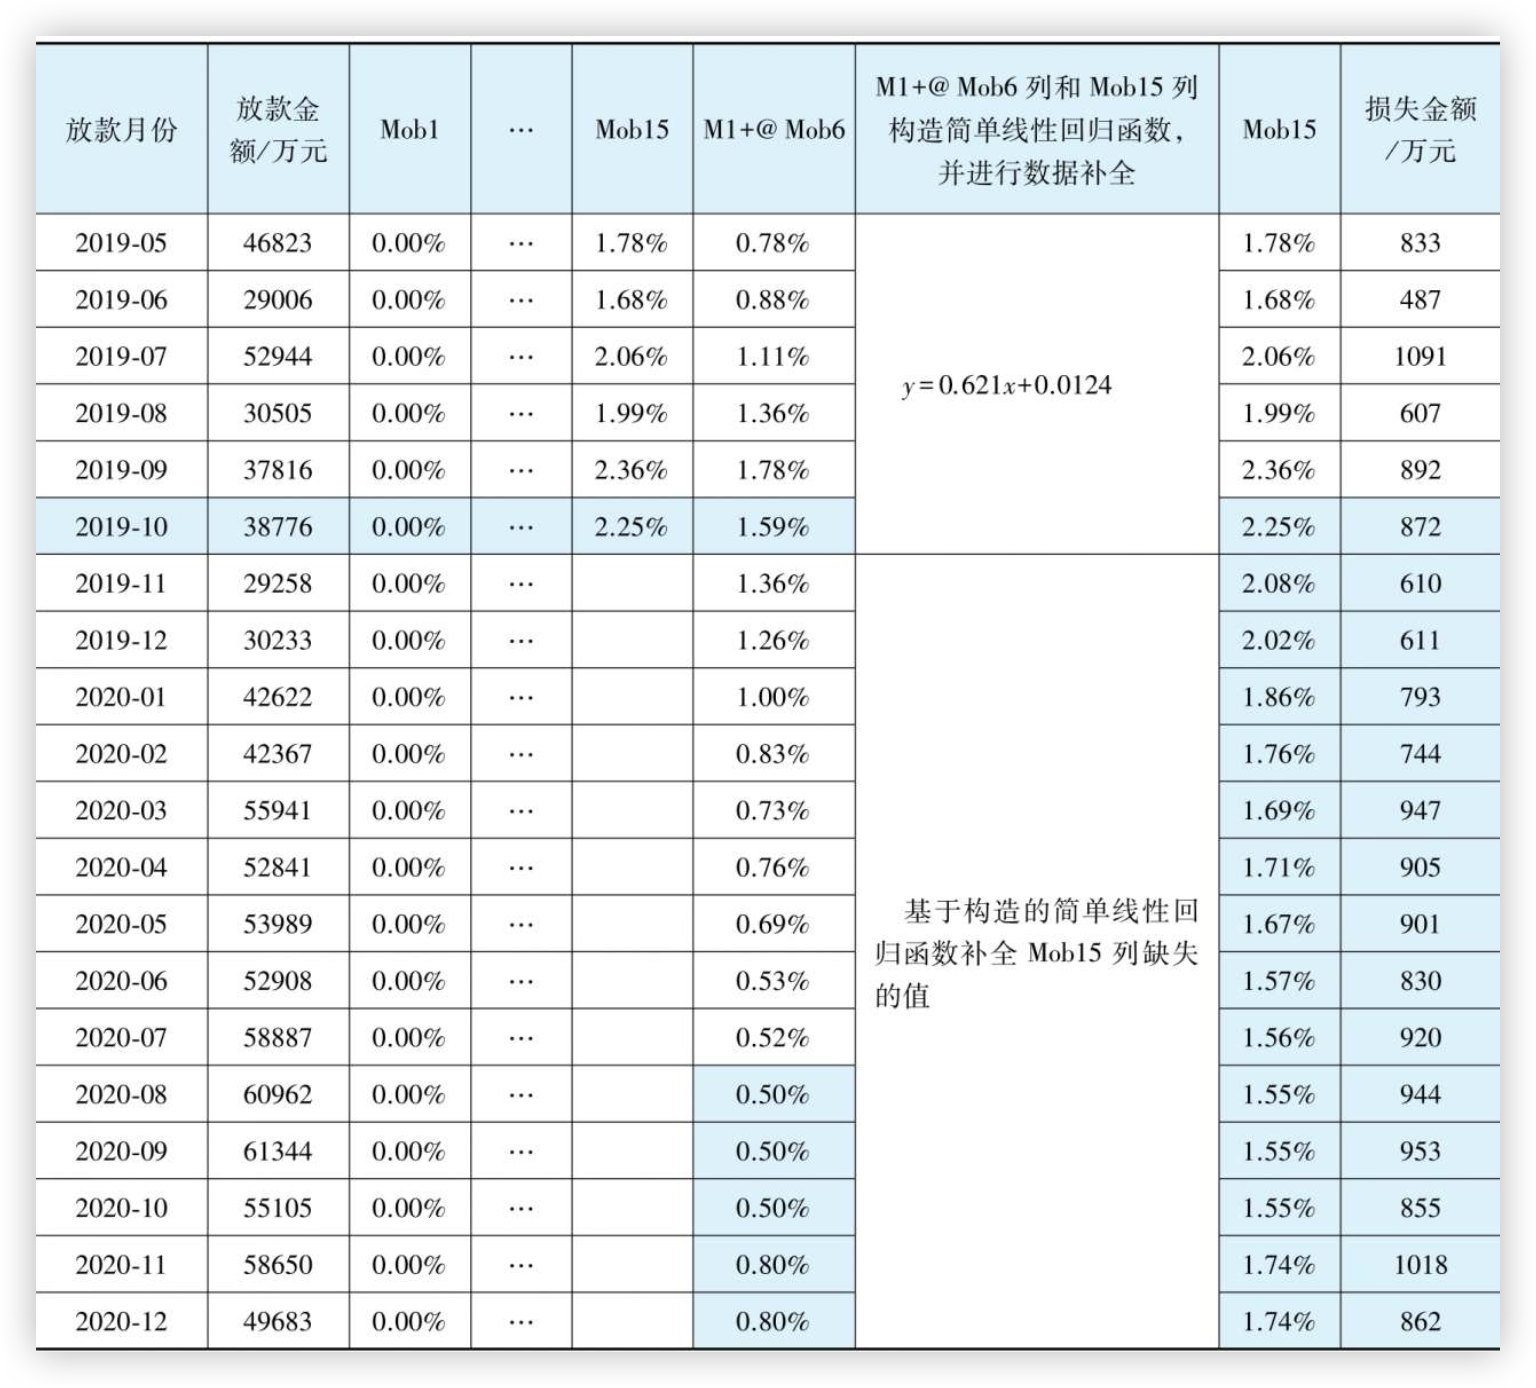 放款月份 放款金额/万元 Mob1 … Mob15 M1+@ Mob6 M1+@ Mob6 列和 Mob15 列构造简单线性回归函数，并进行数据补全 Mob15 损失金额/万元
2019-05 46823 0.00% … 1.78% 0.78% 1.78% 833
2019-06 29006 0.00% … 1.68% 0.88% 1.68% 487
2019-07 52944 0.00% … 2.06% 1.11% 2.06% 1091
y=0.621x+0.0124
2019-08 30505 0.00% … 1.99% 1.36% 1.99% 607
2019-09 37816 0.00% … 2.36% 1.78% 2.36% 892
2019-10 38776 0.00% … 2.25% 1.59% 2.25% 872
2019-11 29258 0.00% … 1.36% 2.08% 610
2019-12 30233 0.00% … 1.26% 2.02% 611
2020-01 42622 0.00% … 1.00% 1.86% 793
2020-02 42367 0.00% … 0.83% 1.76% 744
2020-03 55941 0.00% … 0.73% 1.69% 947
2020-04 52841 0.00% … 0.76% 1.71% 905
2020-05 53989 0.00% … 0.69% 1.67% 901
基于构造的简单线性回
归函数补全 Mob15 列缺失
的值
2020-06 52908 0.00% … 0.53% 1.57% 830
2020-07 58887 0.00% … 0.52% 1.56% 920
2020-08 60962 0.00% … 0.50% 1.55% 944
2020-09 61344 0.00% … 0.50% 1.55% 953
2020-10 55105 0.00% … 0.50% 1.55% 855
2020-11 58650 0.00% … 0.80% 1.74% 1018
2020-12 49683 0.00% … 0.80% 1.74% 862